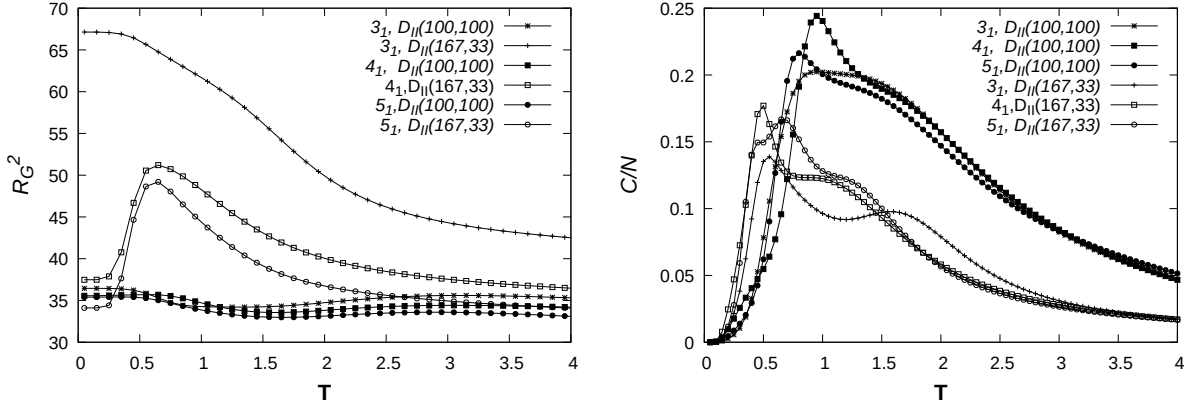 70
65
60
55
50
45
40
35
30
0 0.5 1 1.5 2 2.5 3 3.5 4
R_G^2
T
3_1, D_II(100,100)
3_1, D_II(167,33)
4_1, D_II(100,100)
4_1,D_II(167,33)
5_1,D_II(100,100)
5_1, D_II(167,33)
0.25
0.2
0.15
0.1
0.05
0
0 0.5 1 1.5 2 2.5 3 3.5 4
C/N
T
3_1, D_II(100,100)
4_1, D_II(100,100)
5_1,D_II(100,100)
3_1, D_II(167,33)
4_1,D_II(167,33)
5_1, D_II(167,33)